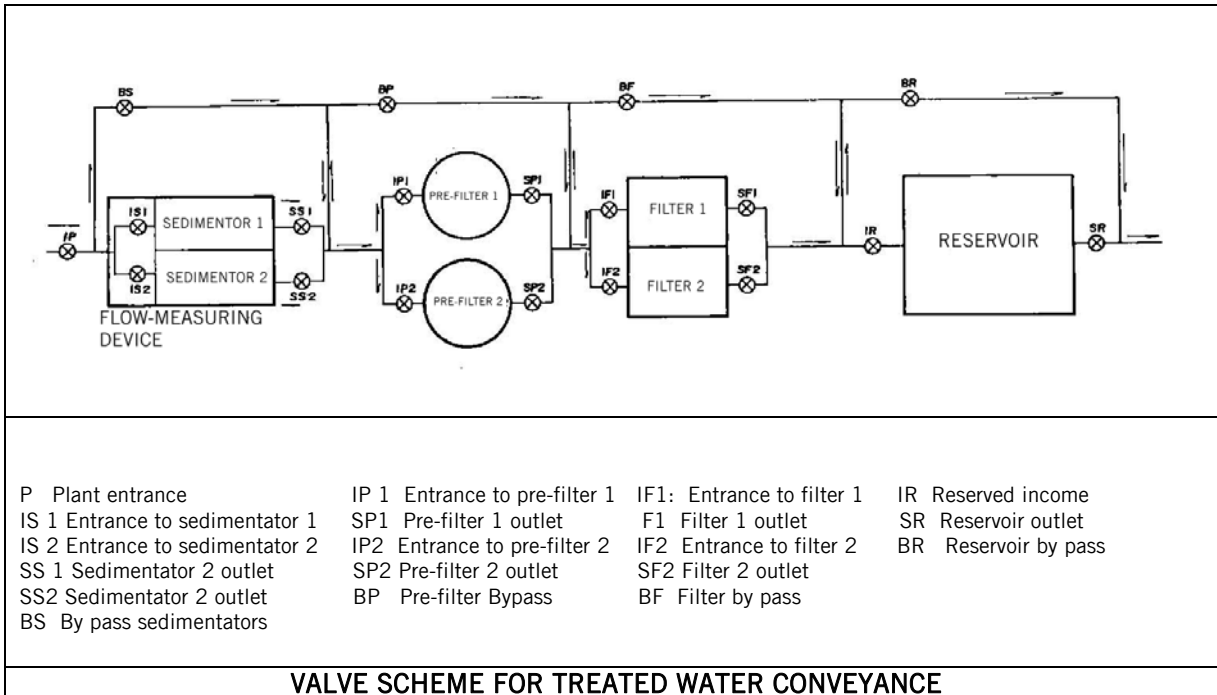 BS
BP
BF
BR
IP1
SP1
PRE-FILTER 1
IF1
SF1
FILTER 1
IS1
SS1
SEDIMENTOR 1
IP
IR
RESERVOIR
SR
IS2
SS2
SEDIMENTOR 2
IP2
SP2
PRE-FILTER 2
IF2
SF2
FILTER 2
FLOW-MEASURING
DEVICE
P Plant entrance
IS 1 Entrance to sedimentator 1
IS 2 Entrance to sedimentator 2
SS 1 Sedimentator 2 outlet
SS2 Sedimentator 2 outlet
BS By pass sedimentators
IP 1 Entrance to pre-filter 1
SP1 Pre-filter 1 outlet
IP2 Entrance to pre-filter 2
SP2 Pre-filter 2 outlet
BP Pre-filter Bypass
IF1: Entrance to filter 1
F1 Filter 1 outlet
IF2 Entrance to filter 2
SF2 Filter 2 outlet
BF Filter by pass
IR Reserved income
SR Reservoir outlet
BR Reservoir by pass
VALVE SCHEME FOR TREATED WATER CONVEYANCE